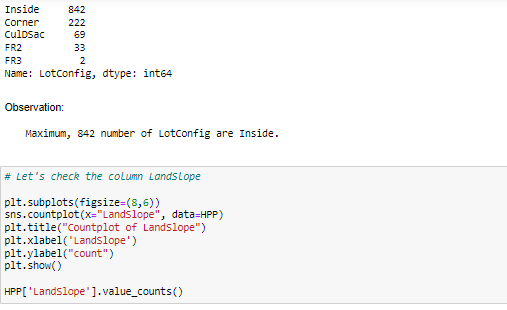 Inside 842
Corner 222
CulDSac 69
FR2 33
FR3 2
Name: LotConfig, dtype: int64
Observation:
Maximum, 842 number of LotConfig are Inside.
# Let's check the column LandSlope
plt.subplots(figsize=(8,6))
sns.countplot(x="LandSlope", data=HPP)
plt.title("Countplot of LandSlope")
plt.xlabel('LandSlope')
plt.ylabel("count")
plt.show()
HPP['LandSlope'].value_counts()